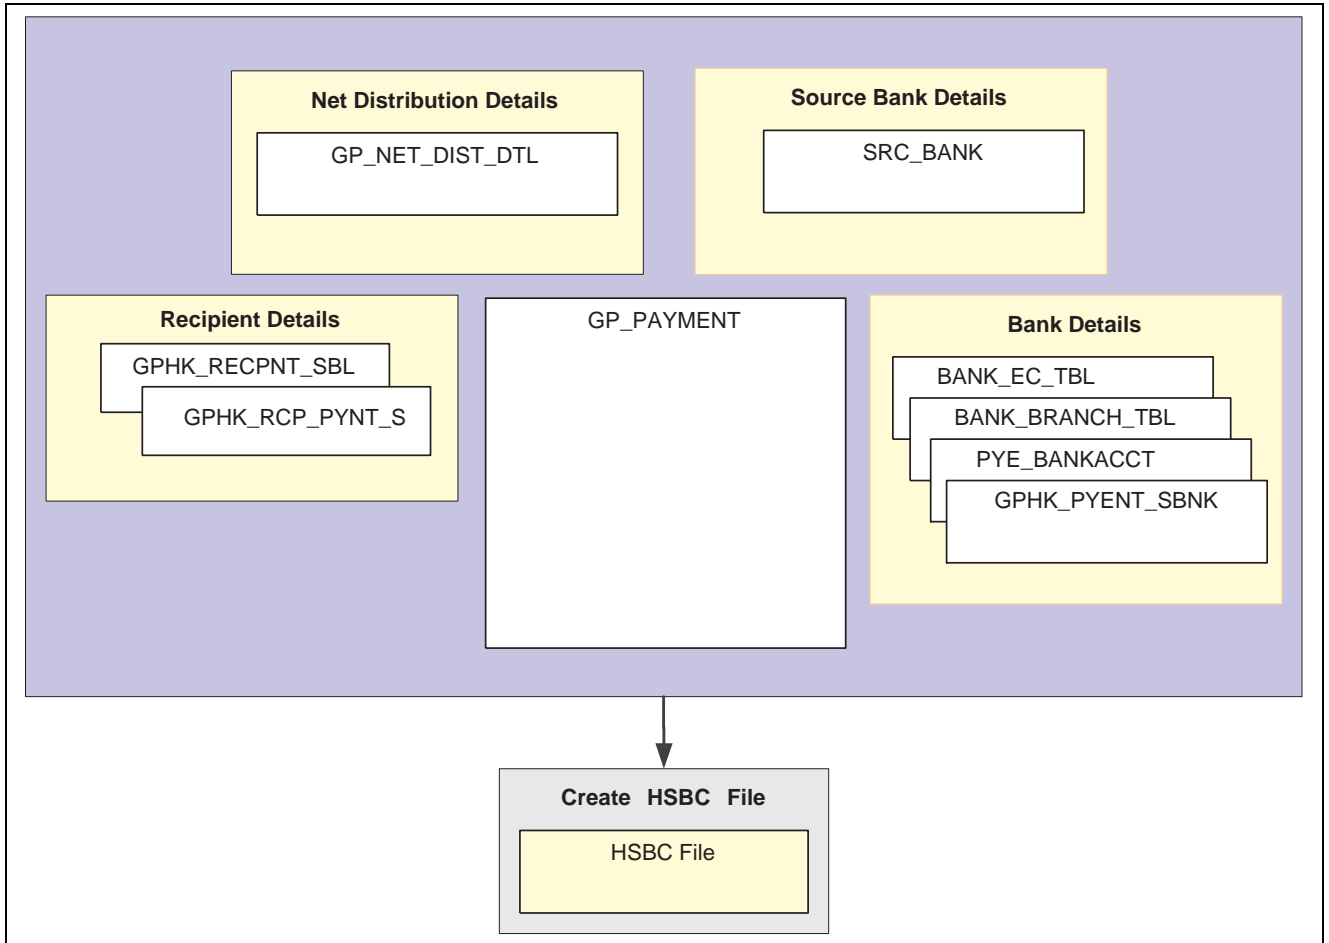 Net Distribution Details
GP_NET_DIST_DTL
Source Bank Details
SRC_BANK
Recipient Details
GPHK_RECPNT_SBL
GPHK_RCP_PYNT_S
GP_PAYMENT
Bank Details
BANK_EC_TBL
BANK_BRANCH_TBL
PYE_BANKACCT
GPHK_PYENT_SBNK
Create HSBC File
HSBC File